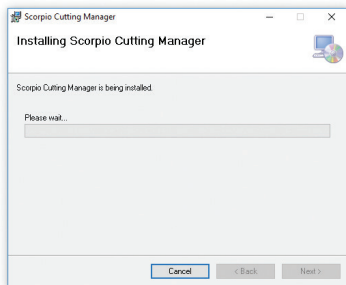 Scorpio Cutting Manager
Installing Scorpio Cutting Manager
Scorpio Cutting Manager is being installed.
Please wait...
Cancel < Back Next >